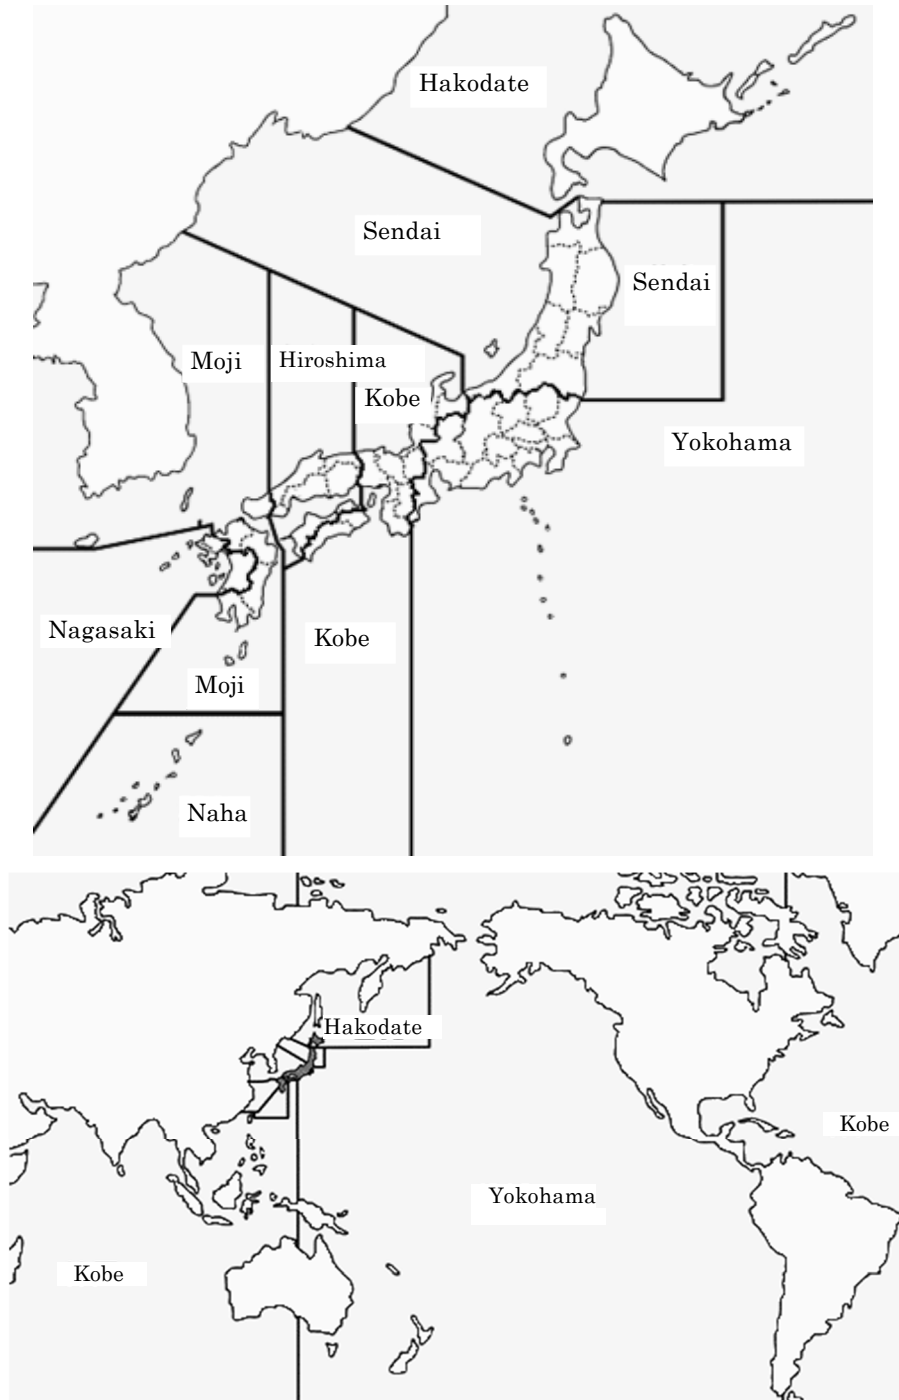 Hakodate
Sendai
Sendai
Moji
Hiroshima
Kobe
Yokohama
Nagasaki
Kobe
Moji
Naha
Hakodate
Kobe
Yokohama
Kobe